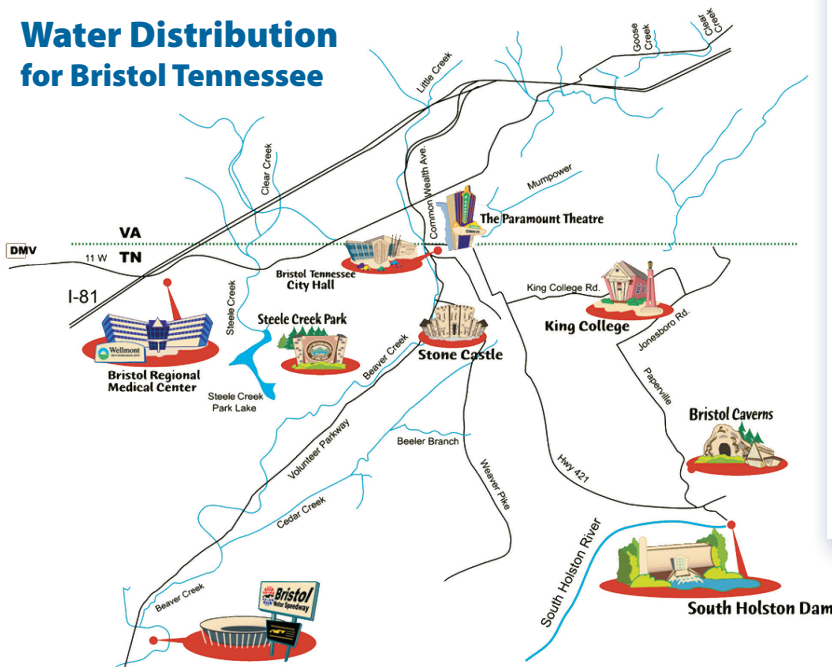 Water Distribution
for Bristol Tennessee
Goose
Creek
Clear
Creek
Little Creek
Clear Creek
Common Wealth Ave.
Mumpower
The Paramount Theatre
VA
DMV
11 W
TN
Bristol Tennessee
City Hall
I-81
King College Rd.
King College
Steele Creek
Steele Creek Park
Stone Castle
Jonesboro Rd.
Wellmont
Bristol Regional
Medical Center
Beaver Creek
Steele Creek
Park Lake
Paperville
Bristol Caverns
Volunteer Parkway
Beeler Branch
Weaver Pike
Hwy 421
Cedar Creek
South Holston River
Beaver Creek
Bristol
Motor Speedway
South Holston Dam